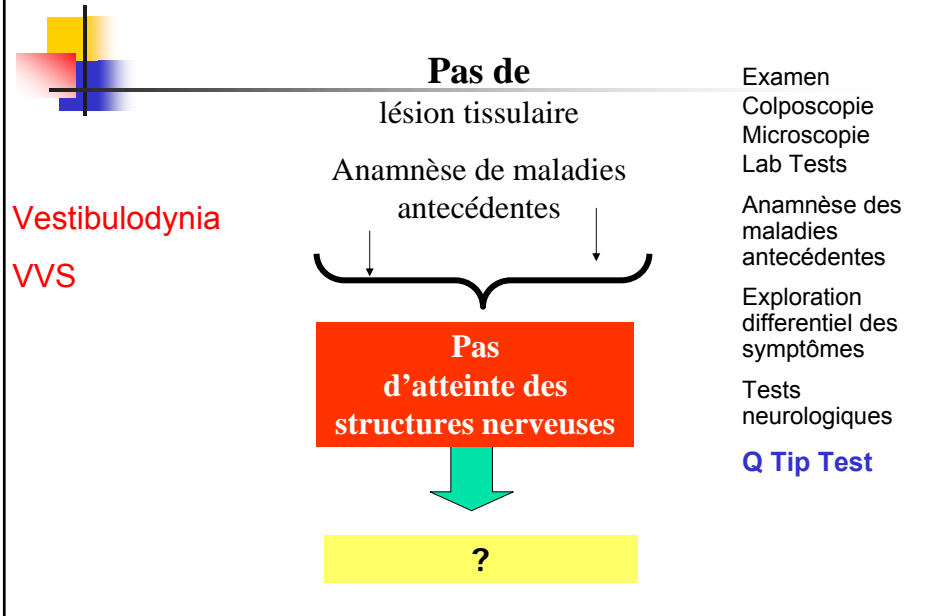 Pas de
lésion tissulaire
Anamnèse de maladies
antecédentes
Vestibulodynia
VVS
Pas
d'atteinte des
structures nerveuses
?
Examen
Colposcopie
Microscopie
Lab Tests
Anamnèse des
maladies
antecédentes
Exploration
differentiel des
symptômes
Tests
neurologiques
Q Tip Test